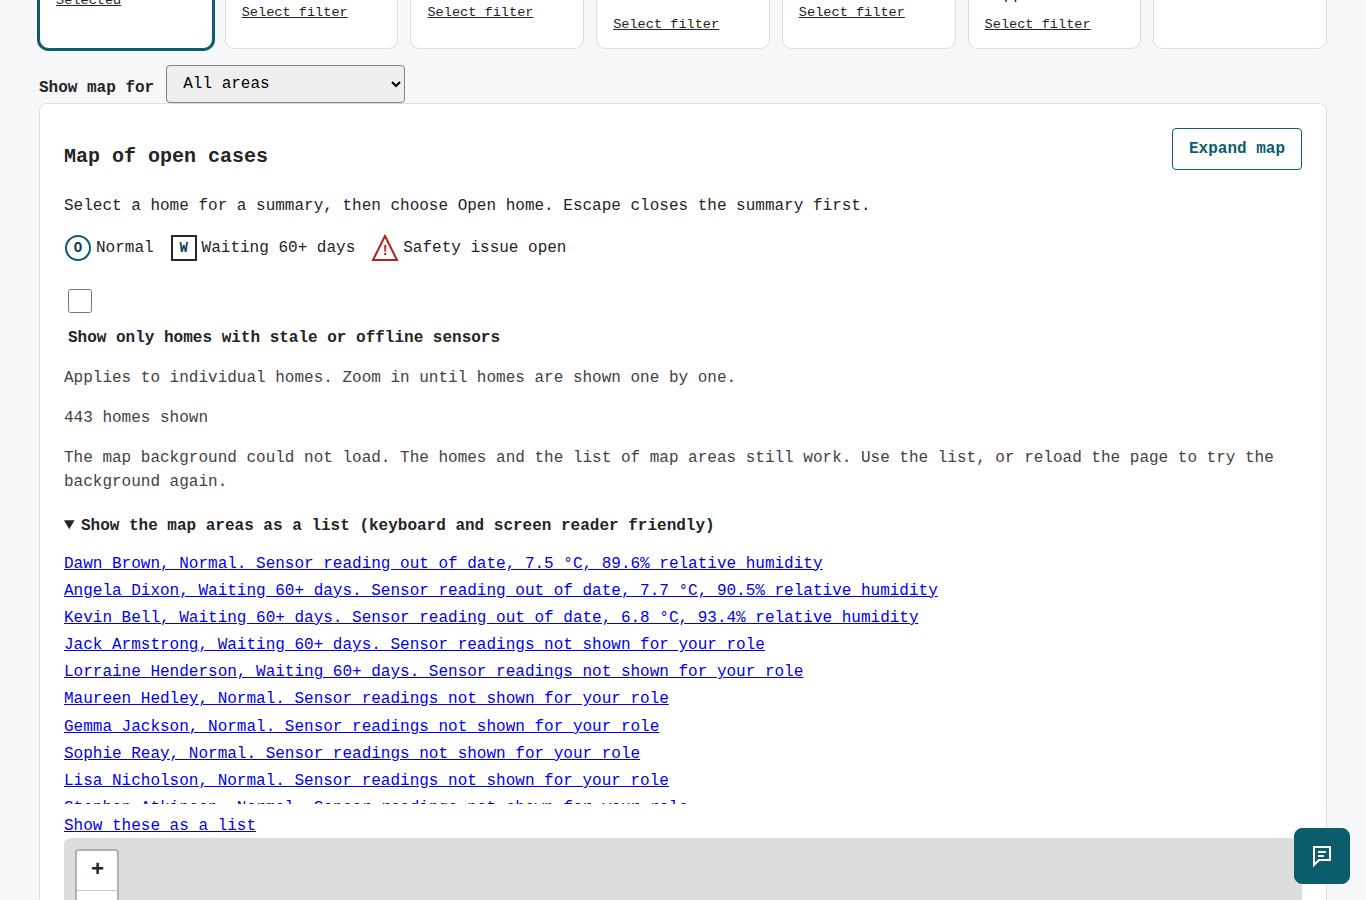 Selected
Select filter
Select filter
Select filter
Select filter
Select filter
Show map for
All areas
Map of open cases
Expand map
Select a home for a summary, then choose Open home. Escape closes the summary first.
O Normal W Waiting 60+ days ! Safety issue open
Show only homes with stale or offline sensors
Applies to individual homes. Zoom in until homes are shown one by one.
443 homes shown
The map background could not load. The homes and the list of map areas still work. Use the list, or reload the page to try the
background again.
Show the map areas as a list (keyboard and screen reader friendly)
Dawn Brown, Normal. Sensor reading out of date, 7.5 °C, 89.6% relative humidity
Angela Dixon, Waiting 60+ days. Sensor reading out of date, 7.7 °C, 90.5% relative humidity
Kevin Bell, Waiting 60+ days. Sensor reading out of date, 6.8 °C, 93.4% relative humidity
Jack Armstrong, Waiting 60+ days. Sensor readings not shown for your role
Lorraine Henderson, Waiting 60+ days. Sensor readings not shown for your role
Maureen Hedley, Normal. Sensor readings not shown for your role
Gemma Jackson, Normal. Sensor readings not shown for your role
Sophie Reay, Normal. Sensor readings not shown for your role
Lisa Nicholson, Normal. Sensor readings not shown for your role
Stephen Atkinson, Normal. Sensor readings not shown for your role
Show these as a list
+